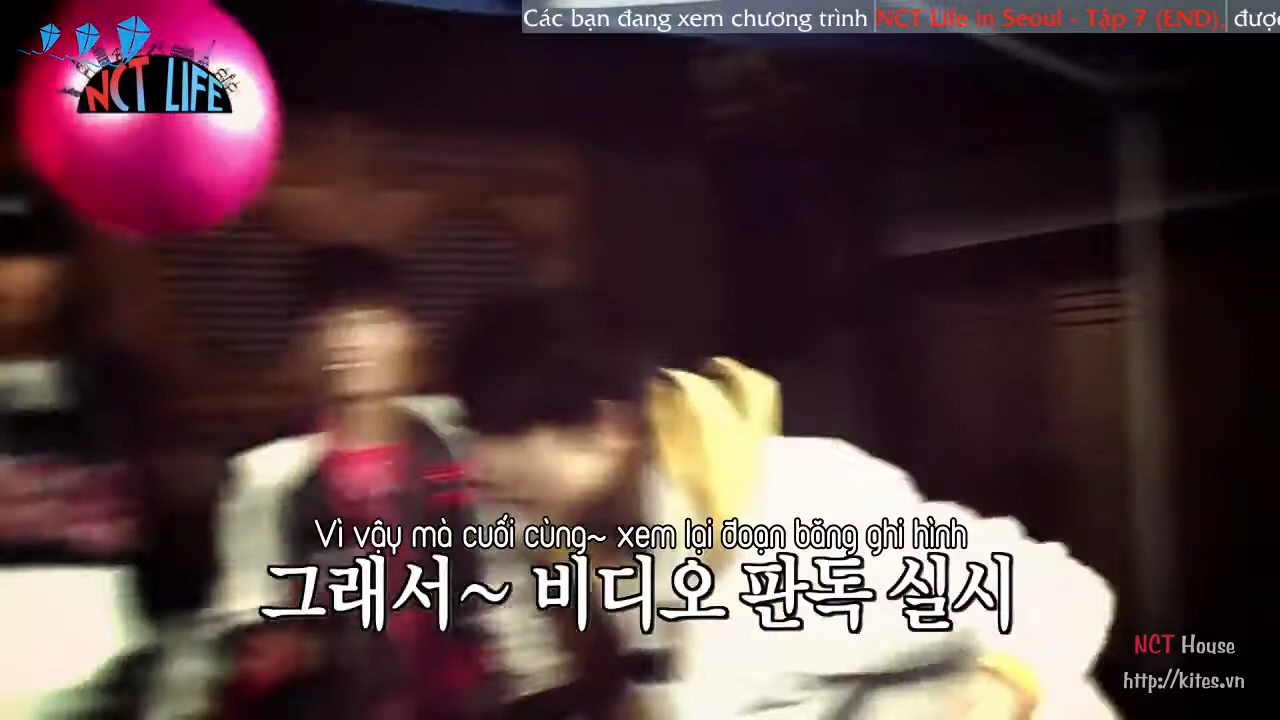 Các bạn đang xem chương trình NCT Life in Seoul - Tập 7 (END), được
NCT LIFE
Vì vậy mà cuối cùng~ xem lại đoạn băng ghi hình
그래서~ 비디오 판독 실시
NCT House
http://kites.vn